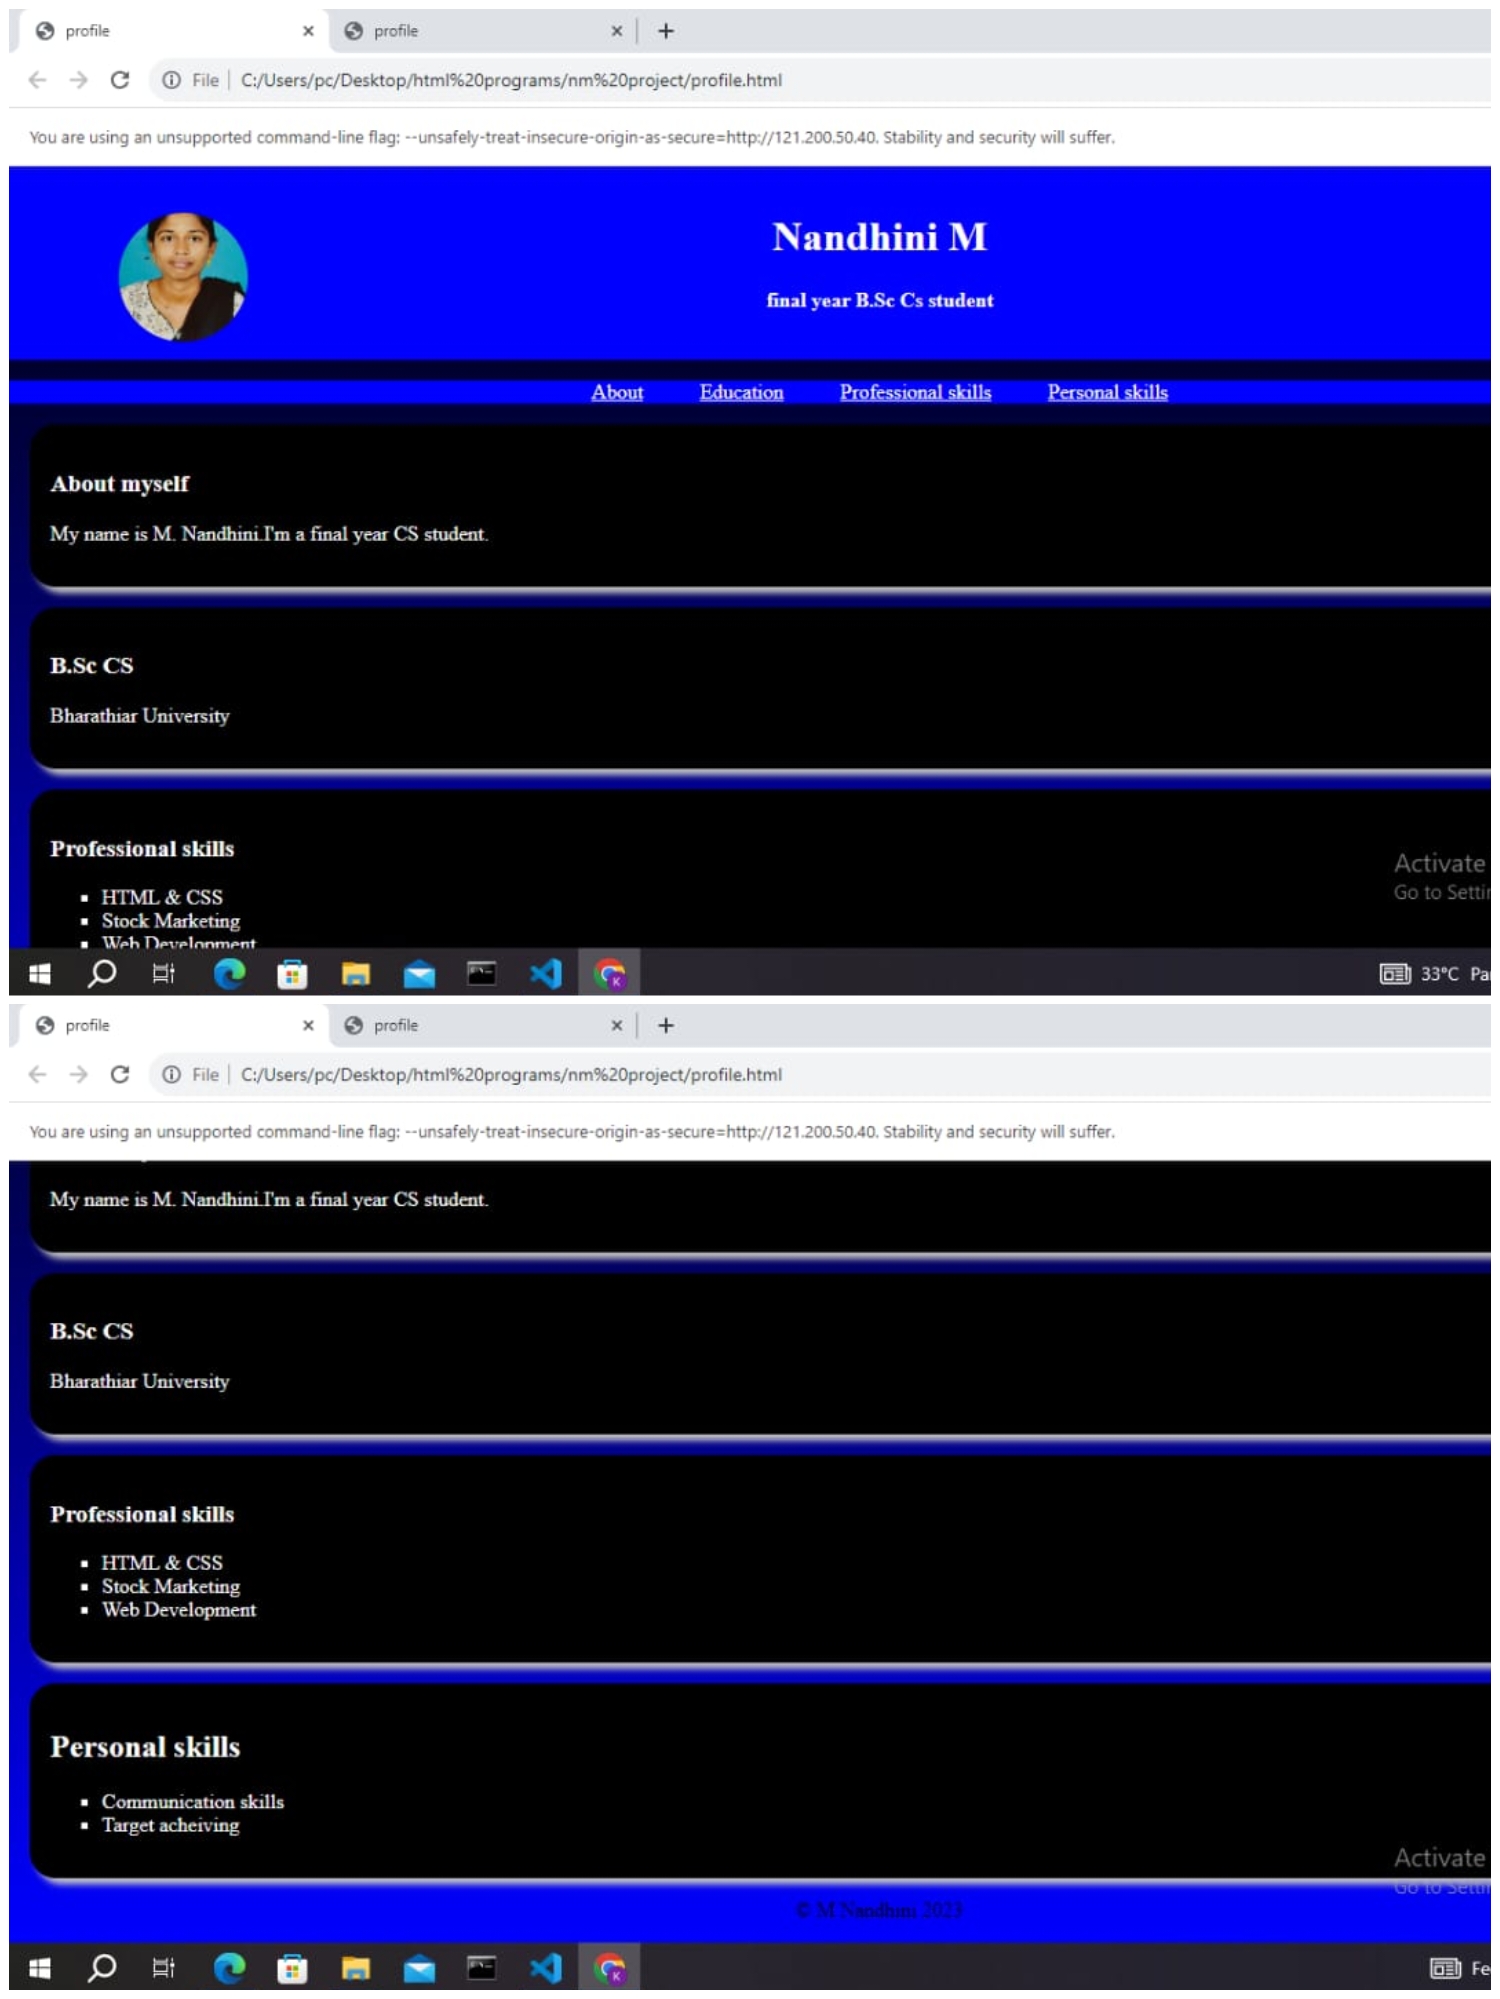 profile
profile
File | C:/Users/pc/Desktop/html%20programs/nm%20project/profile.html
You are using an unsupported command-line flag: --unsafely-treat-insecure-origin-as-secure=http://121.200.50.40. Stability and security will suffer.
Nandhini M
final year B.Sc Cs student
About Education Professional skills Personal skills
About myself
My name is M. Nandhini.I'm a final year CS student.
B.Sc CS
Bharathiar University
Professional skills
HTML & CSS
Stock Marketing
Web Development
Activate
Go to
33°C
profile
profile
File | C:/Users/pc/Desktop/html%20programs/nm%20project/profile.html
You are using an unsupported command-line flag: --unsafely-treat-insecure-origin-as-secure=http://121.200.50.40. Stability and security will suffer.
My name is M. Nandhini.I'm a final year CS student.
B.Sc CS
Bharathiar University
Professional skills
HTML & CSS
Stock Marketing
Web Development
Personal skills
Communication skills
Target acheiving
Activate
Go to
© M Nandhini 2023